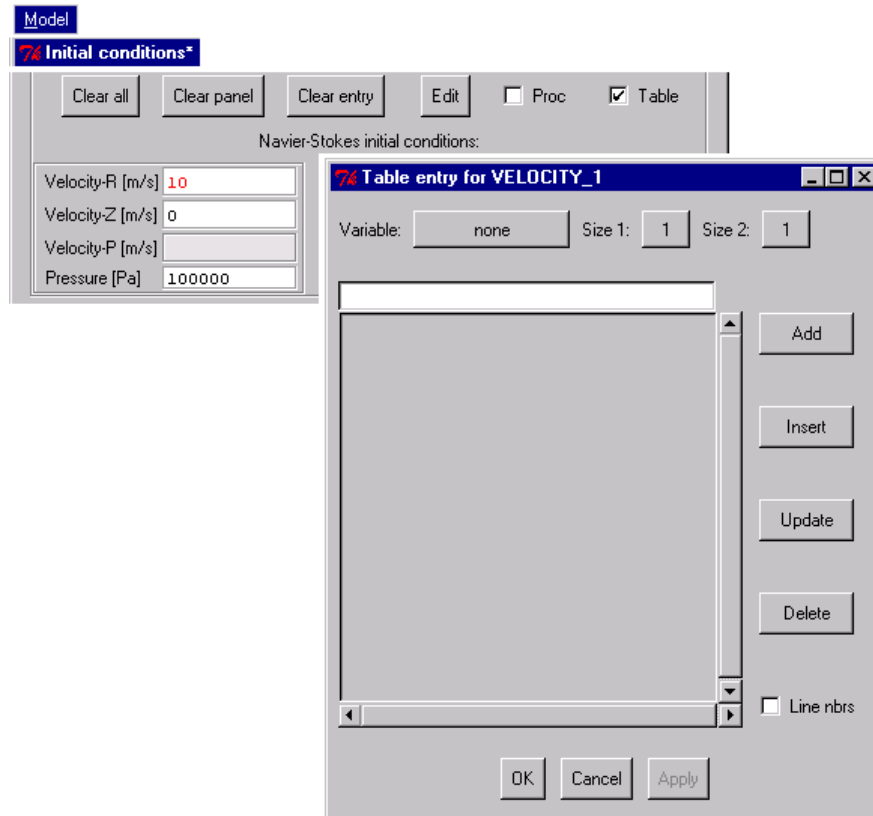 Model
Initial conditions*
Clear all Clear panel Clear entry Edit Proc Table
Navier-Stokes initial conditions:
Velocity-R [m/s] 10
Velocity-Z [m/s] 0
Velocity-P [m/s]
Pressure [Pa] 100000
Table entry for VELOCITY_1
Variable: none Size 1: 1 Size 2: 1
Add
Insert
Update
Delete
Line nbrs
OK Cancel Apply